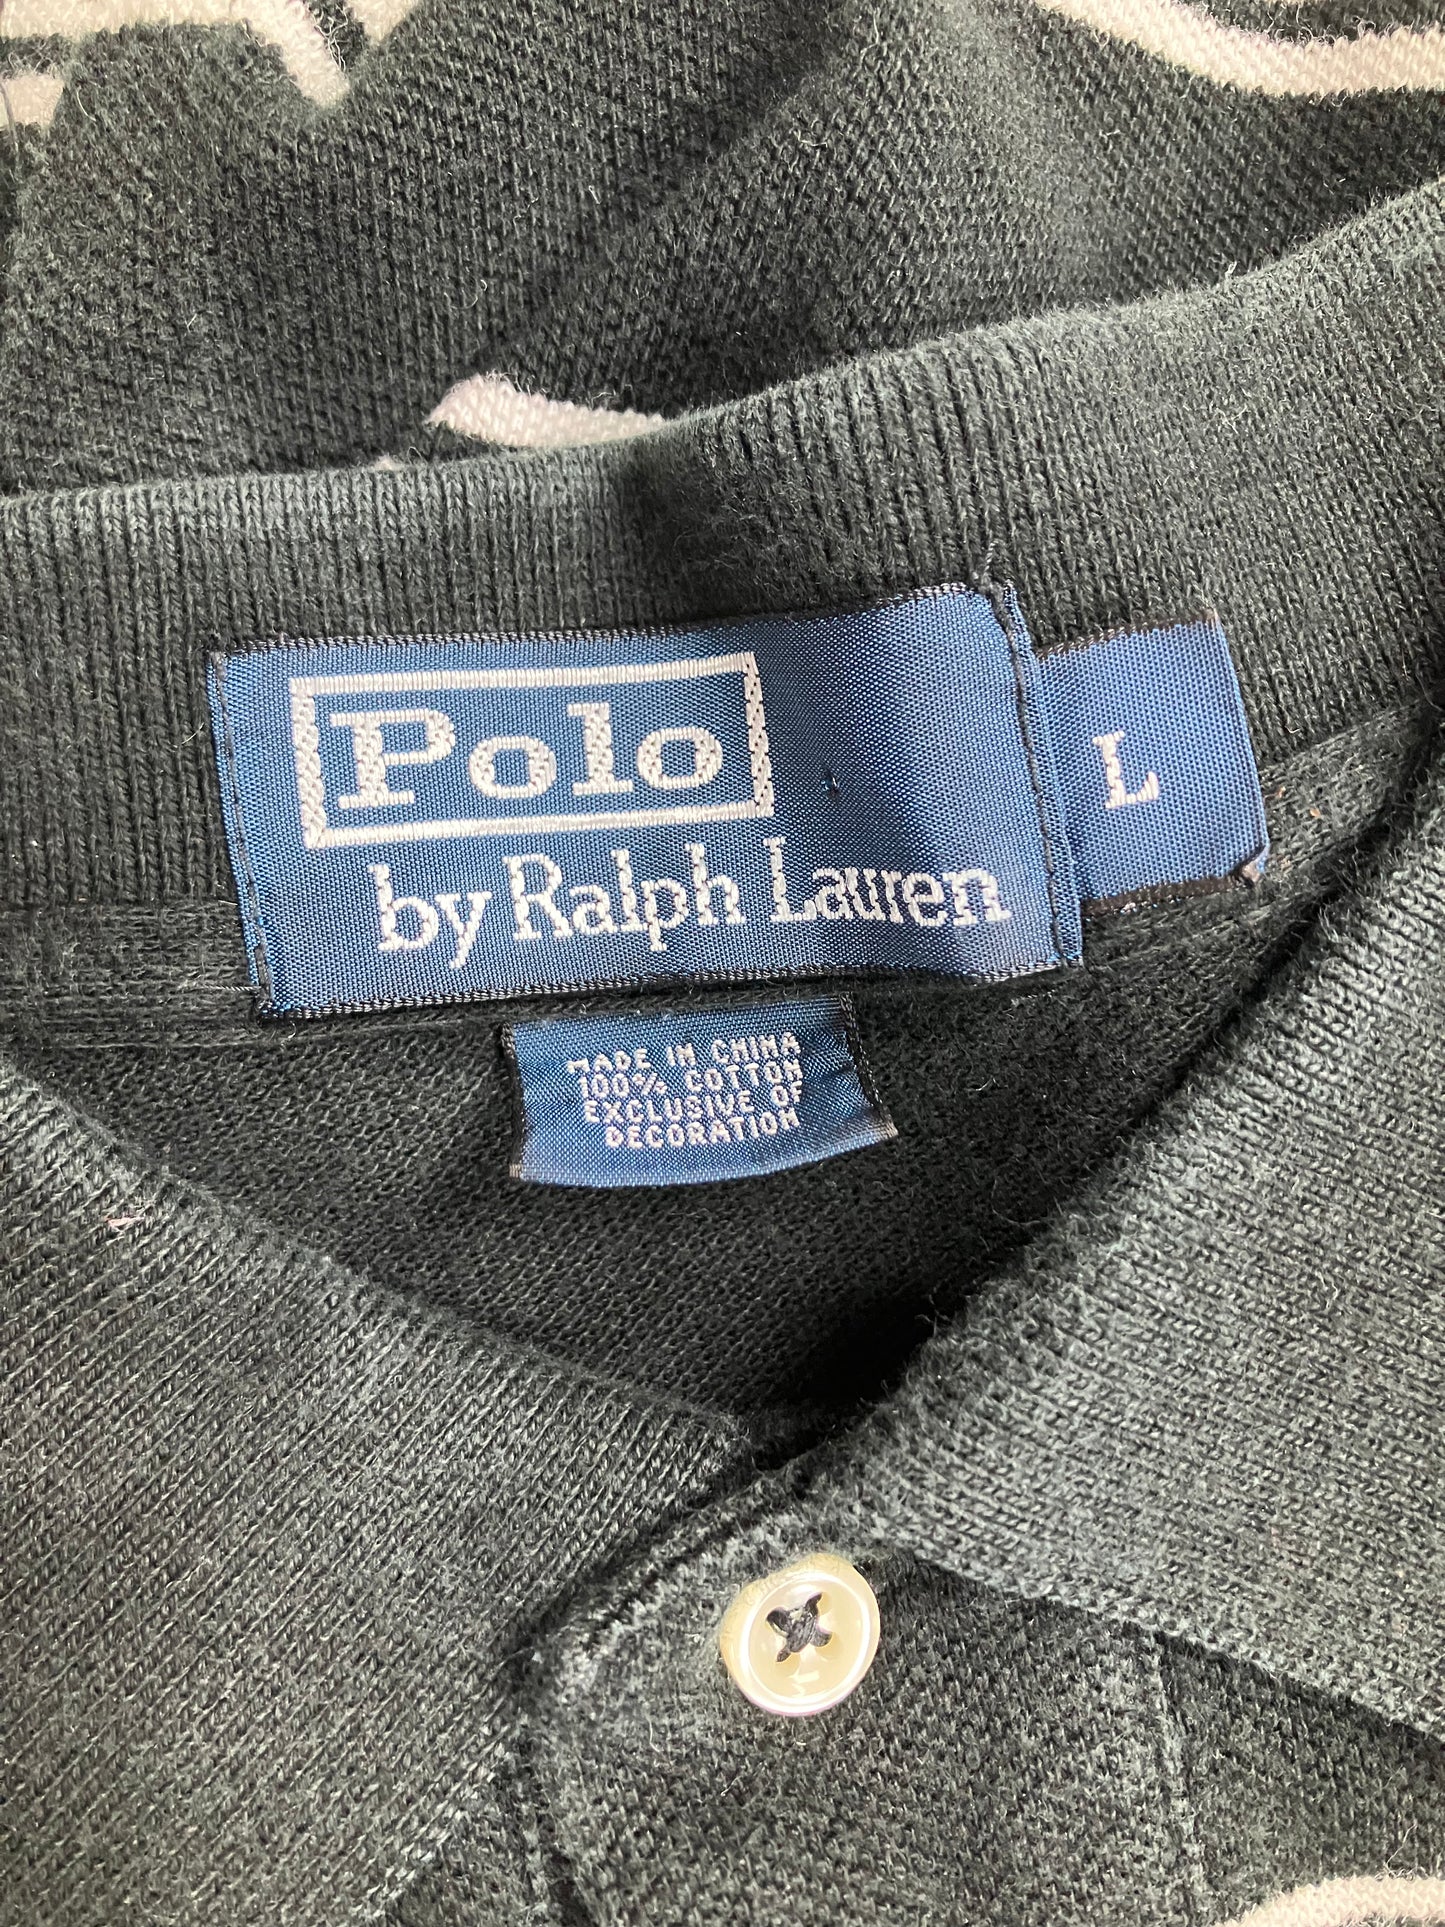 Polo
by Ralph Lauren
L
MADE IN CHINA
100% COTTON
EXCLUSIVE OF
DECORATION